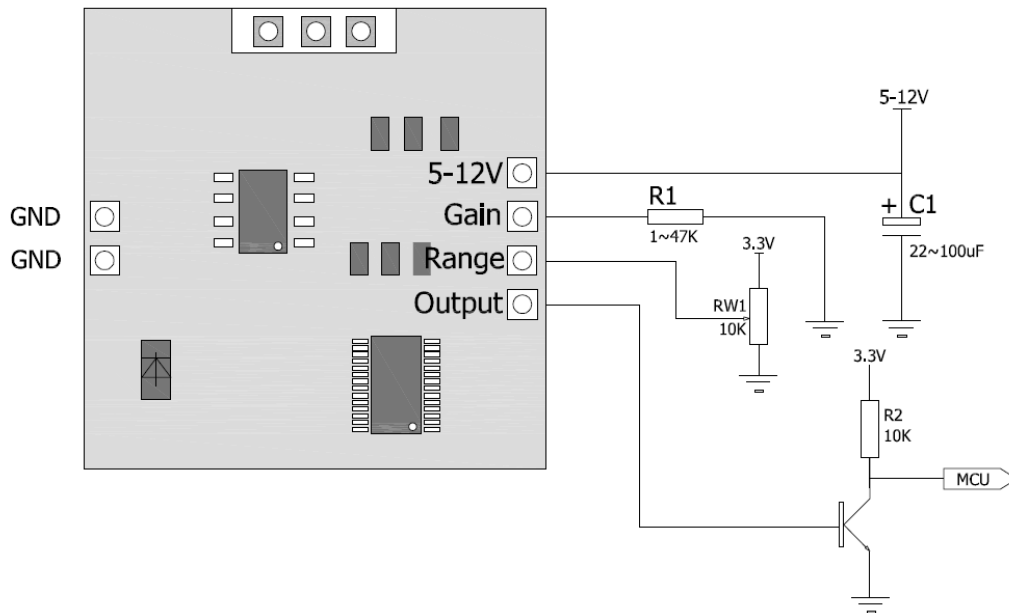 5-12V
5-12V
Gain
R1
C1
+
GND
1~47K
3.3V
22~100uF
GND
Range
RW1
10K
Output
3.3V
R2
10K
MCU